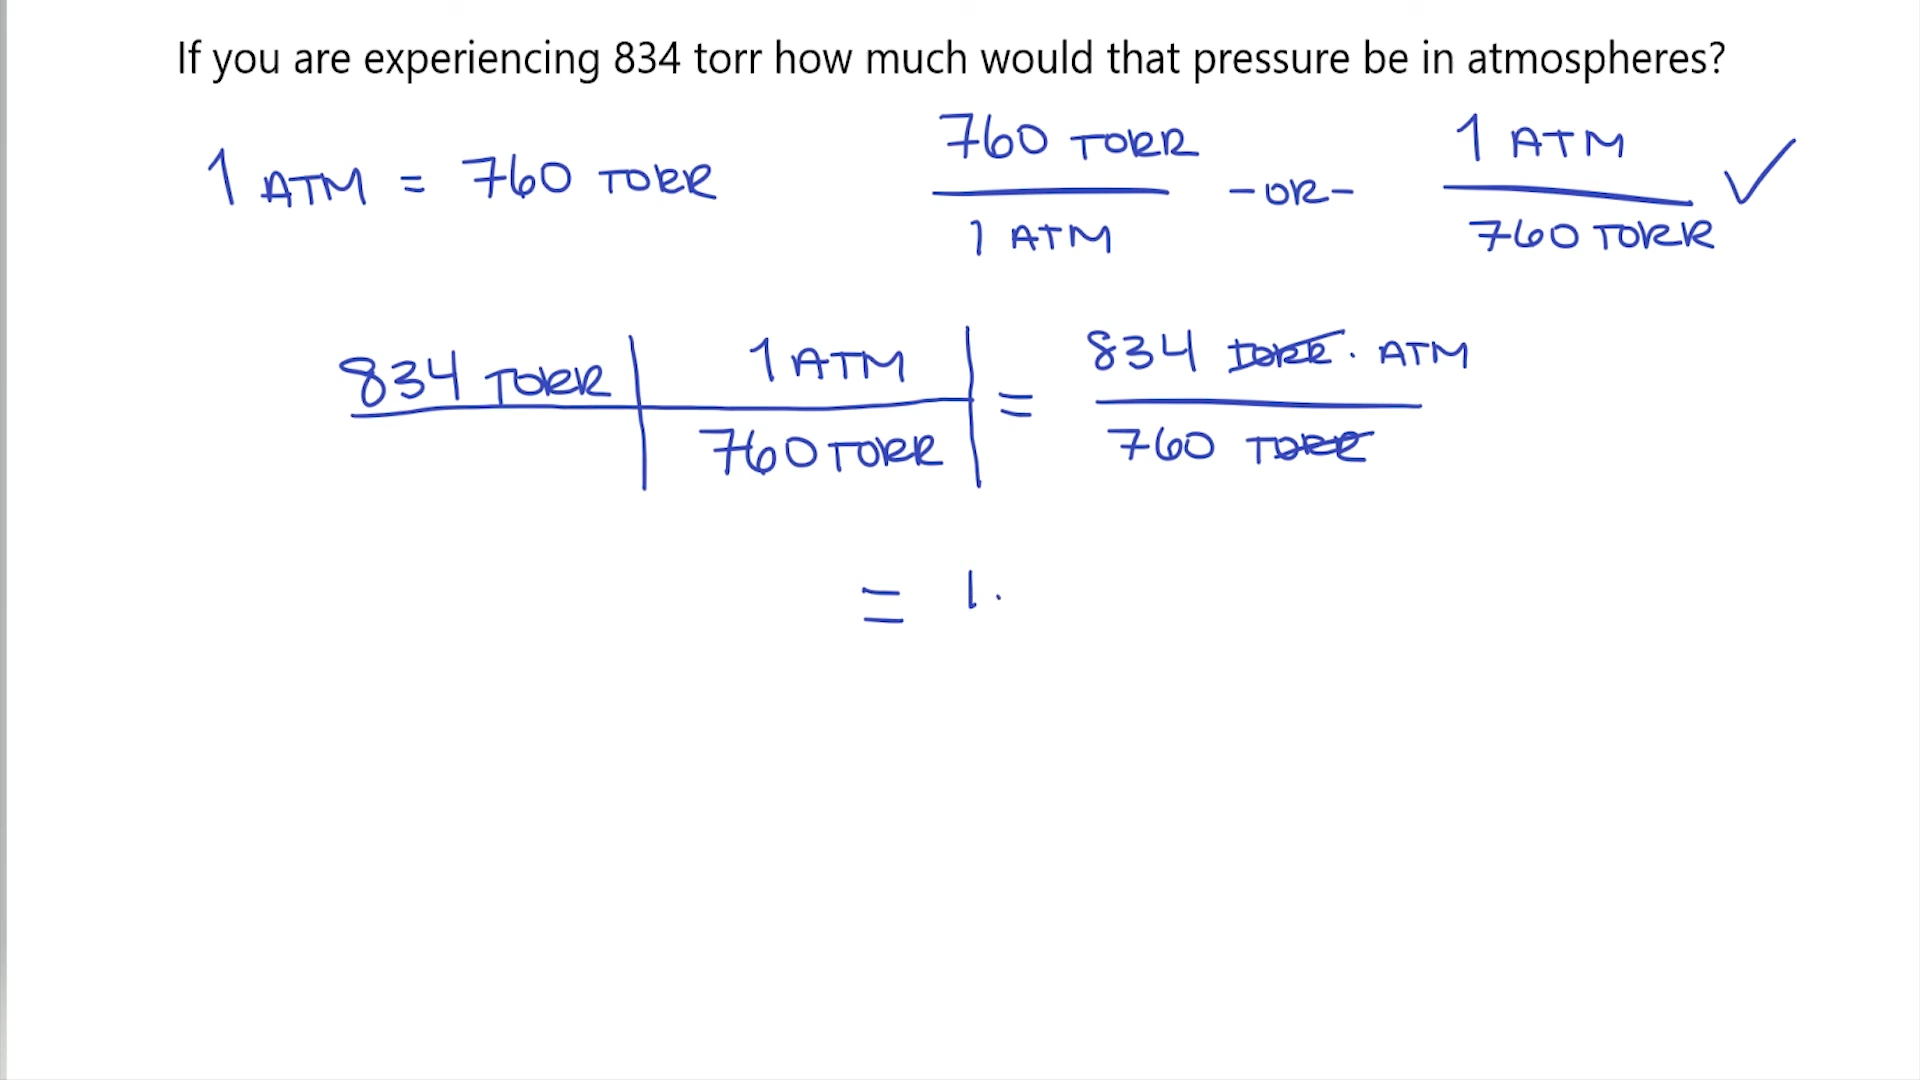 If you are experiencing 834 torr how much would that pressure be in atmospheres?
1 ATM = 760 TORR
760 TORR
1 ATM
-OR-
1 ATM
760 TORR
834 TORR
1 ATM
760 TORR
=
834 TORR · ATM
760 TORR
= 1.